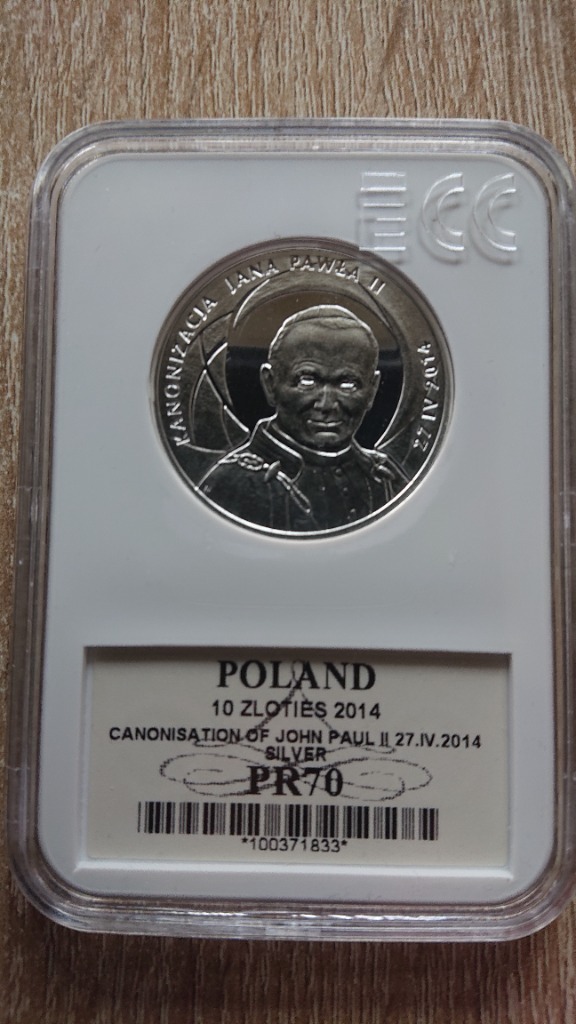 ECC
KANONIZACJA JANA PAWŁA II
27 IV 2014
POLAND
10 ZLOTIES 2014
CANONISATION OF JOHN PAUL II 27.IV.2014
SILVER
PR70
*100371833*